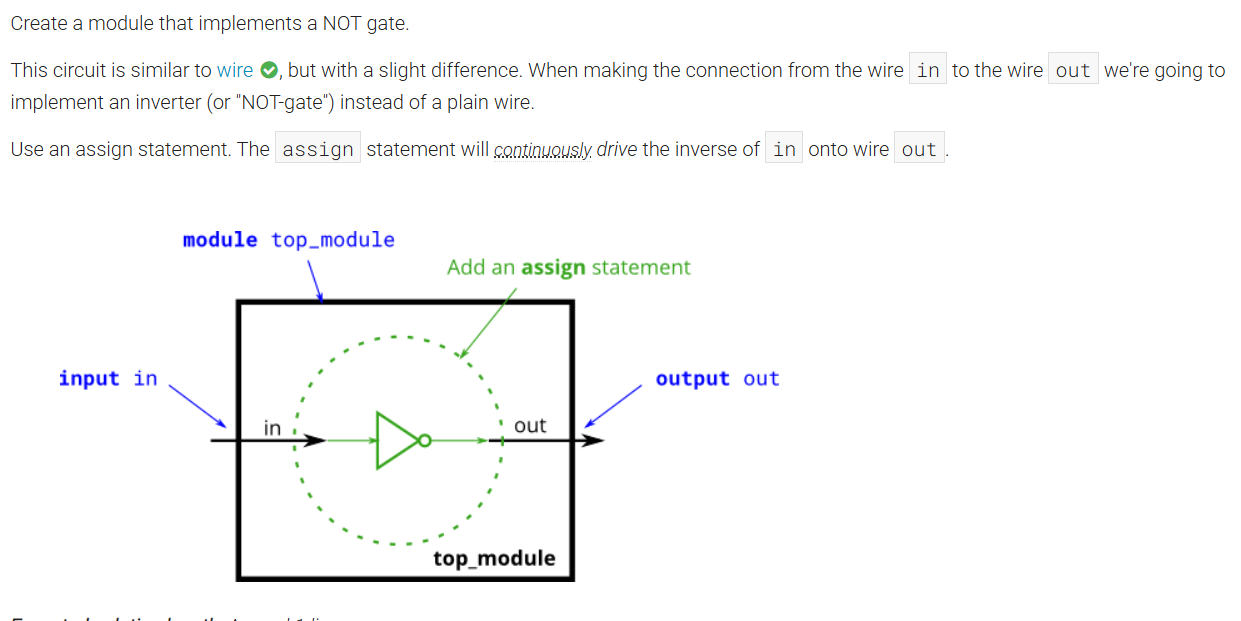 Create a module that implements a NOT gate.
This circuit is similar to wire, but with a slight difference. When making the connection from the wire in to the wire out we're going to
implement an inverter (or "NOT-gate") instead of a plain wire.
Use an assign statement. The assign statement will continuously drive the inverse of in onto wire out.
module top_module
Add an assign statement
input in
output out
in
out
top_module